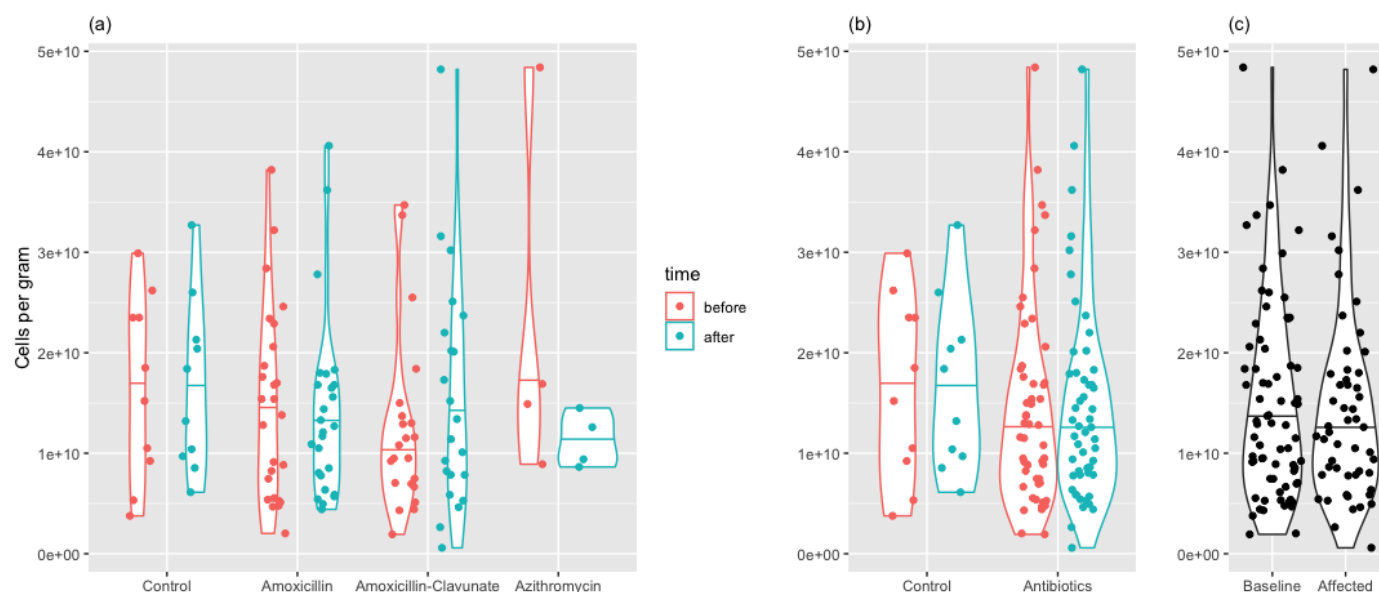 (a)
(b)
(c)
5e+10
4e+10
3e+10
2e+10
1e+10
0e+00
Cells per gram
Control
Amoxicillin
Amoxicillin-Clavunate
Azithromycin
time
before
after
5e+10
4e+10
3e+10
2e+10
1e+10
0e+00
Control
Antibiotics
5e+10
4e+10
3e+10
2e+10
1e+10
0e+00
Baseline
Affected